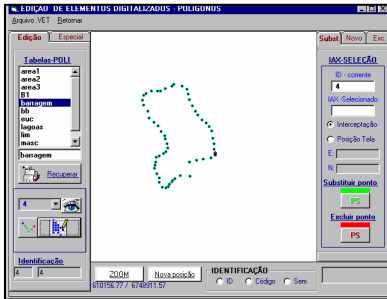 EDIÇÃO DE ELEMENTOS DIGITALIZADOS - POLIGONOS
Arquivo .VET Retornar
Edição Especial
Subst Novo Exc.
Tabelas-POLI
area1
area2
area3
B1
barragem
bb
euc
lagoas
lim
masc
barragem
Recuperar
4
Identificação
4 4
IAX-SELEÇÃO
ID - corrente
4
IAX -Selecionado
Interceptação
Posição Tela
E:
N:
Substituir ponto
PS
Excluir ponto
PS
ZOOM Nova posição
IDENTIFICAÇÃO
ID Código Sem
610156.77 / 6748911.57